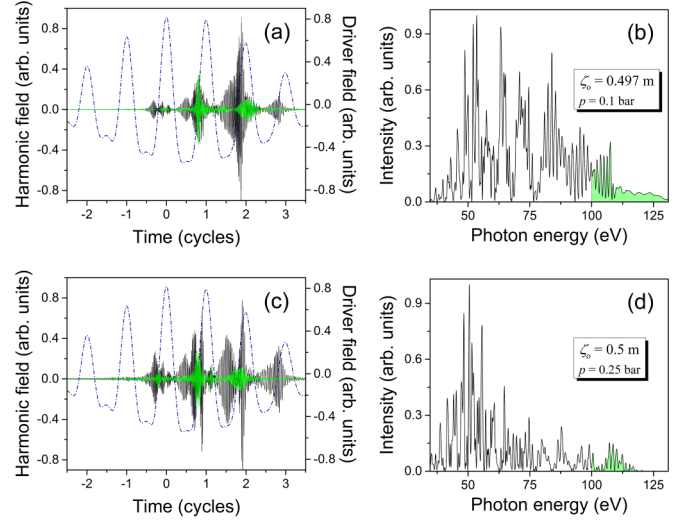 (a)
Harmonic field (arb. units)
0.8
0.4
0.0
-0.4
-0.8
0.8
0.4
0.0
-0.4
-0.8
Driver field (arb. units)
-2 -1 0 1 2 3
Time (cycles)
(b)
Intensity (arb. units)
0.9
0.6
0.3
0.0
ζₒ = 0.497 m
p = 0.1 bar
50 75 100 125
Photon energy (eV)
(c)
Harmonic field (arb. units)
0.8
0.4
0.0
-0.4
-0.8
0.8
0.4
0.0
-0.4
-0.8
Driver field (arb. units)
-2 -1 0 1 2 3
Time (cycles)
(d)
Intensity (arb. units)
0.9
0.6
0.3
0.0
ζₒ = 0.5 m
p = 0.25 bar
50 75 100 125
Photon energy (eV)